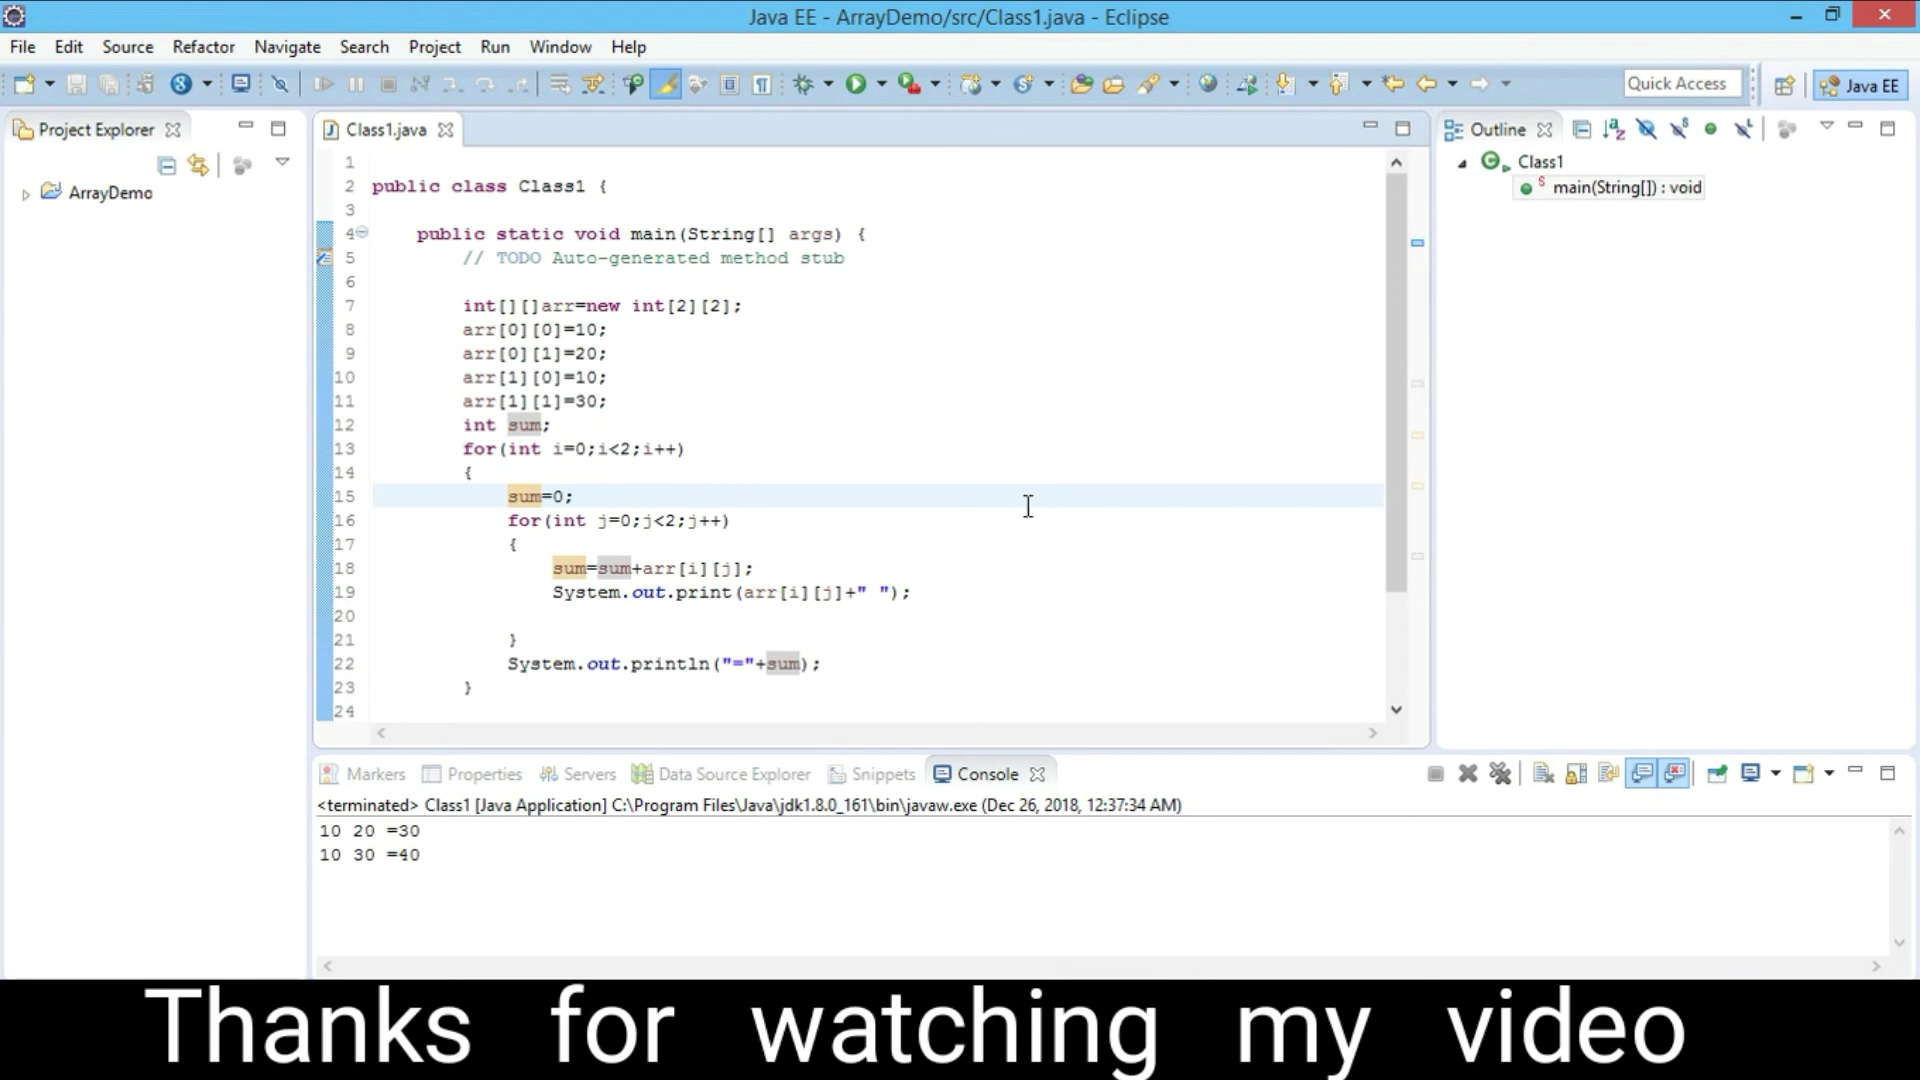 Java EE - ArrayDemo/src/Class1.java - Eclipse
File Edit Source Refactor Navigate Search Project Run Window Help
Quick Access
Java EE
Project Explorer
ArrayDemo
Class1.java
1
2 public class Class1 {
3
4 public static void main(String[] args) {
5 // TODO Auto-generated method stub
6
7 int[][]arr=new int[2][2];
8 arr[0][0]=10;
9 arr[0][1]=20;
10 arr[1][0]=10;
11 arr[1][1]=30;
12 int sum;
13 for(int i=0;i<2;i++)
14 {
15 sum=0;
16 for(int j=0;j<2;j++)
17 {
18 sum=sum+arr[i][j];
19 System.out.print(arr[i][j]+" ");
20
21 }
22 System.out.println("="+sum);
23 }
24
Outline
Class1
main(String[]) : void
Markers Properties Servers Data Source Explorer Snippets Console
<terminated> Class1 [Java Application] C:\Program Files\Java\jdk1.8.0_161\bin\javaw.exe (Dec 26, 2018, 12:37:34 AM)
10 20 =30
10 30 =40
Thanks for watching my video